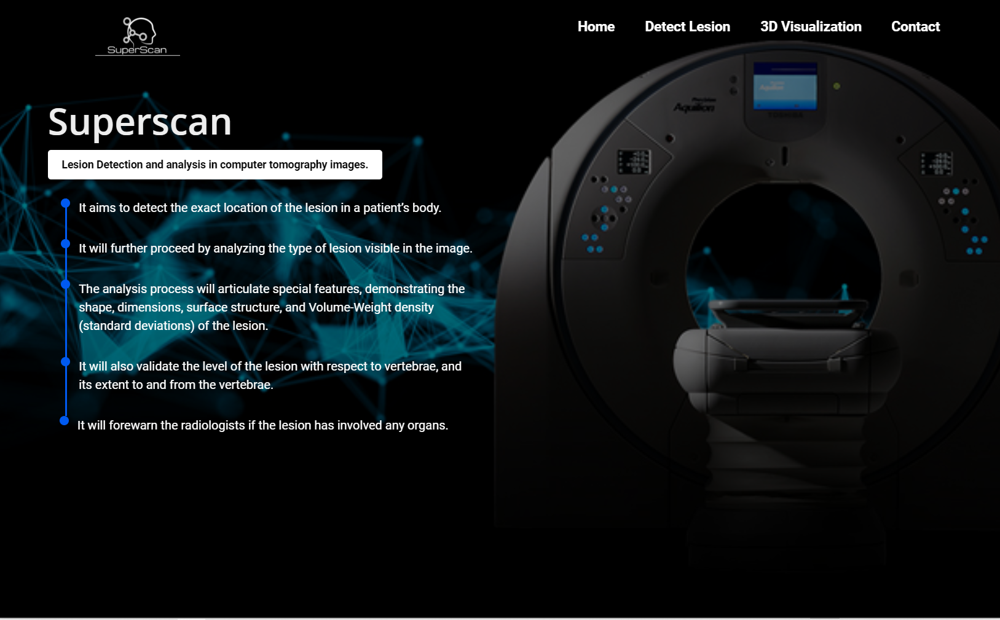 SuperScan
Home
Detect Lesion
3D Visualization
Contact
Superscan
Lesion Detection and analysis in computer tomography images.
It aims to detect the exact location of the lesion in a patient’s body.
It will further proceed by analyzing the type of lesion visible in the image.
The analysis process will articulate special features, demonstrating the
shape, dimensions, surface structure, and Volume-Weight density
(standard deviations) of the lesion.
It will also validate the level of the lesion with respect to vertebrae, and
its extent to and from the vertebrae.
It will forewarn the radiologists if the lesion has involved any organs.
Aquilion
TOSHIBA